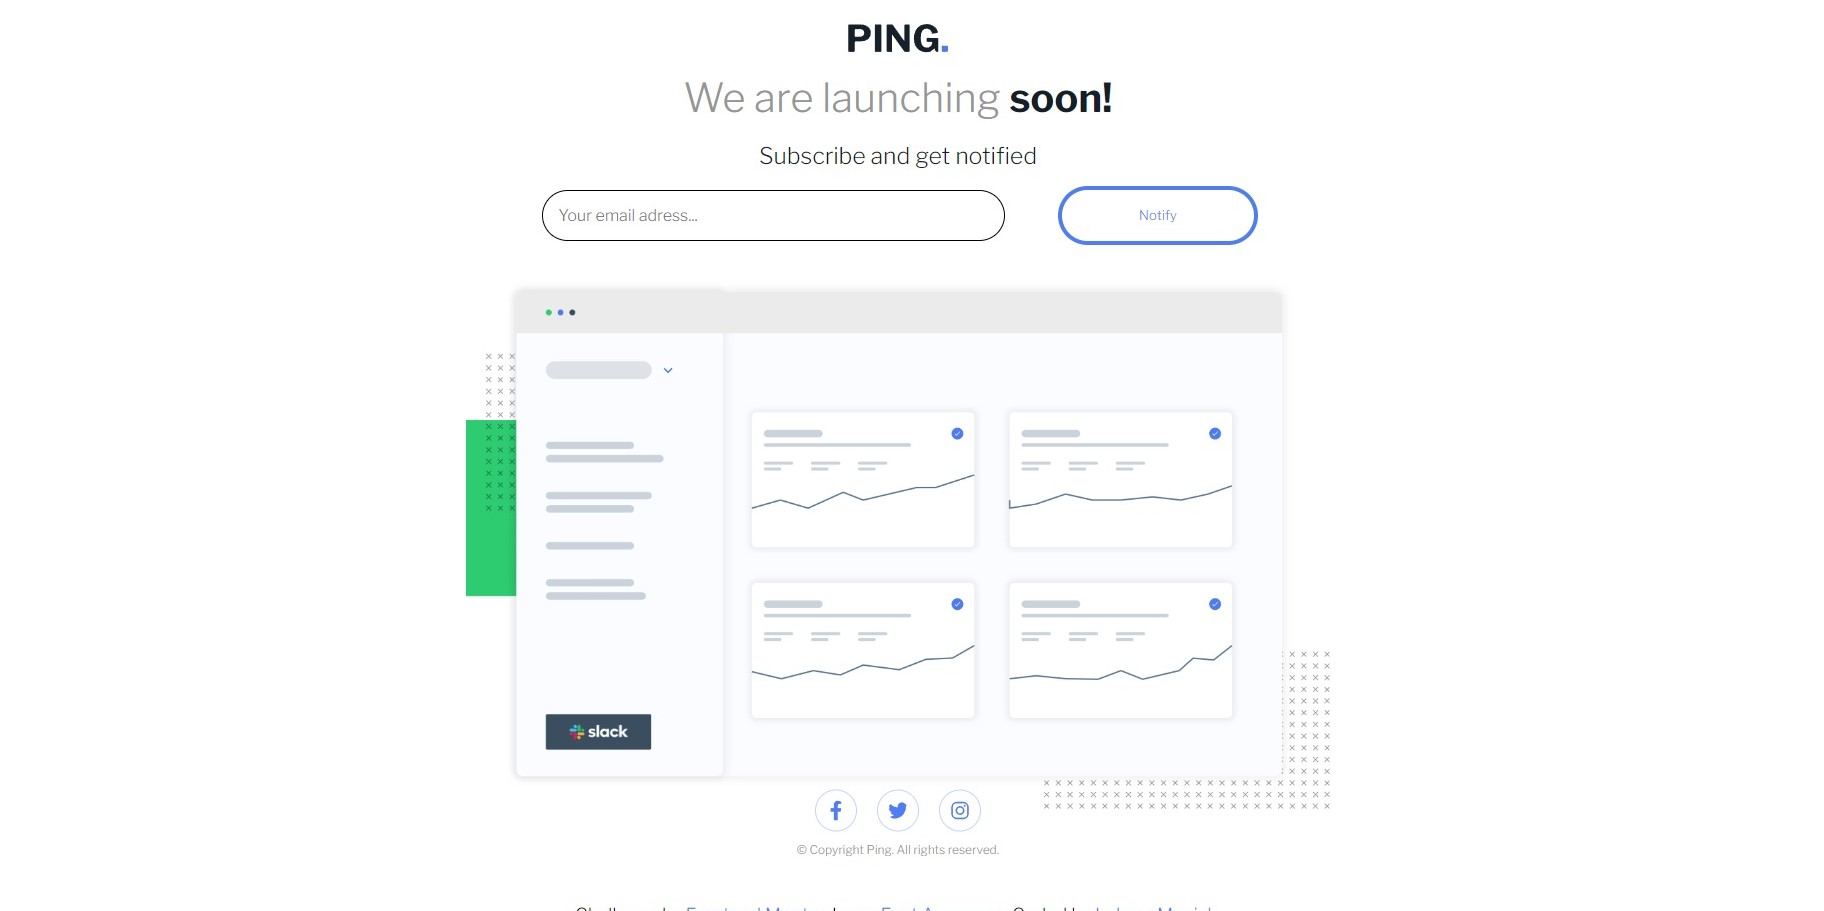 PING.
We are launching soon!
Subscribe and get notified
Your email adress...
Notify
slack
© Copyright Ping. All rights reserved.